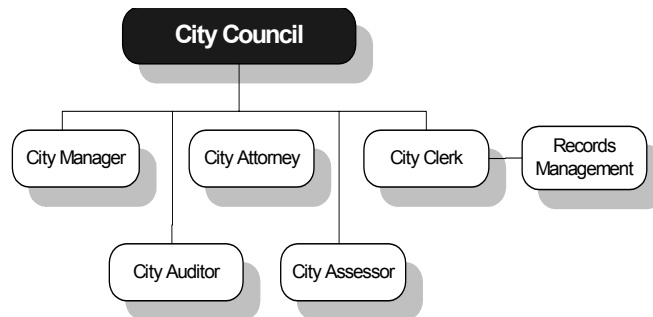 City Council
City Manager
City Attorney
City Clerk
Records
Management
City Auditor
City Assessor